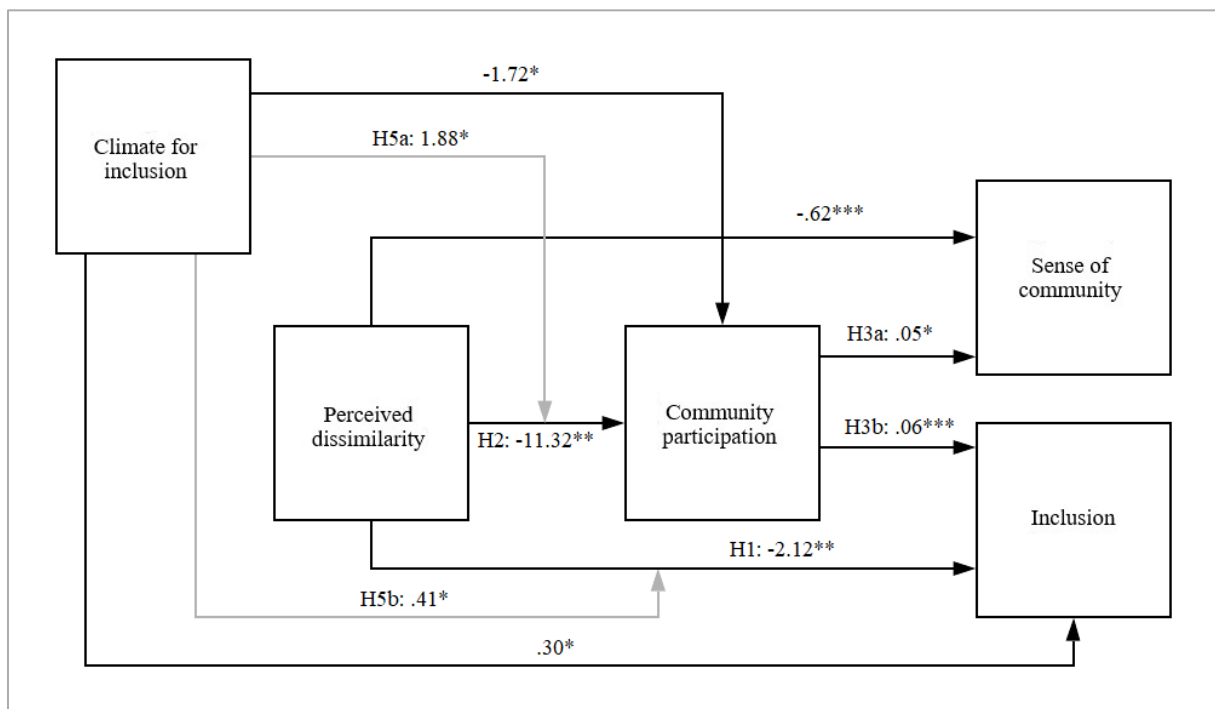 -1.72*
Climate for
inclusion
H5a: 1.88*
-.62***
Sense of
community
H3a: .05*
Perceived
dissimilarity
Community
participation
H2: -11.32**
H3b: .06***
Inclusion
H1: -2.12**
H5b: .41*
.30*